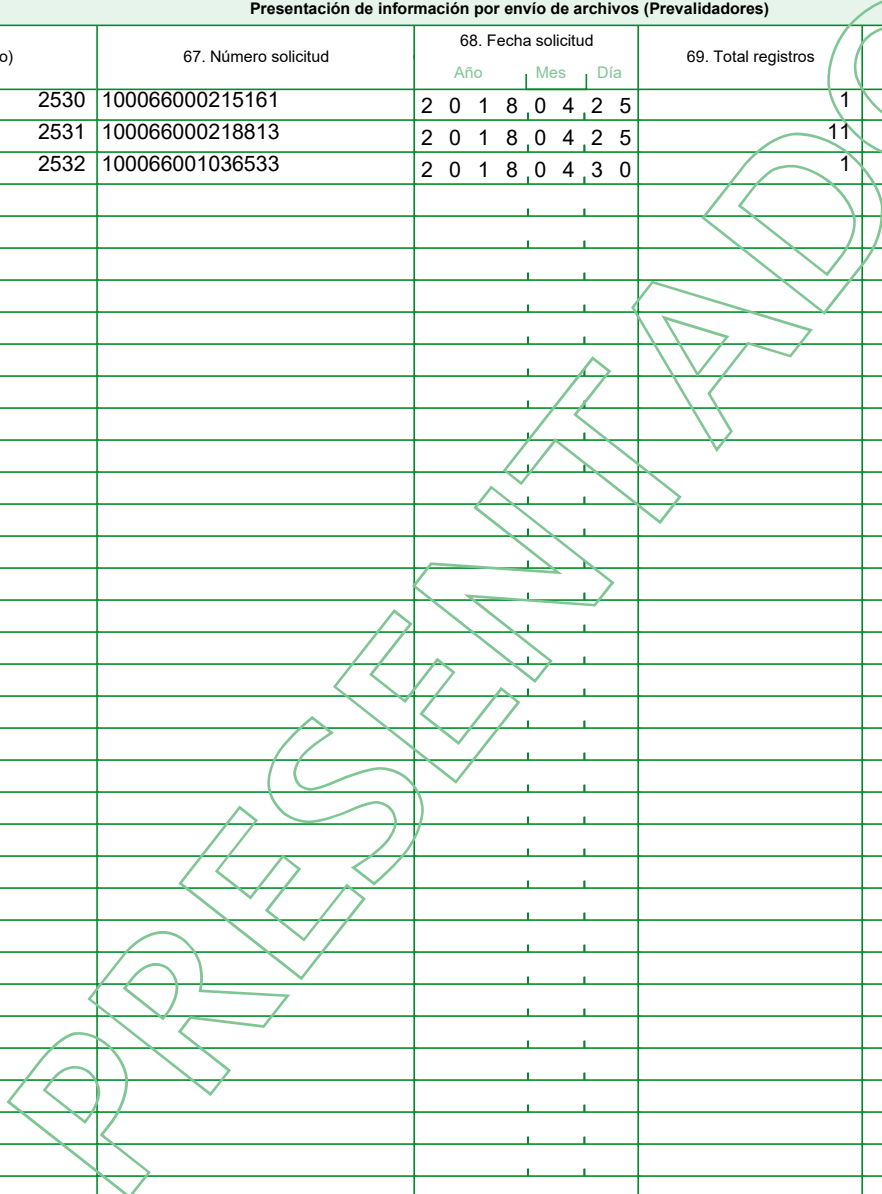 Presentación de información por envío de archivos (Prevalidadores)
o) 67. Número solicitud 68. Fecha solicitud 69. Total registros
Año Mes Día
2530 100066000215161 2 0 1 8 0 4 2 5 1
2531 100066000218813 2 0 1 8 0 4 2 5 11
2532 100066001036533 2 0 1 8 0 4 3 0 1
PRESENTADO